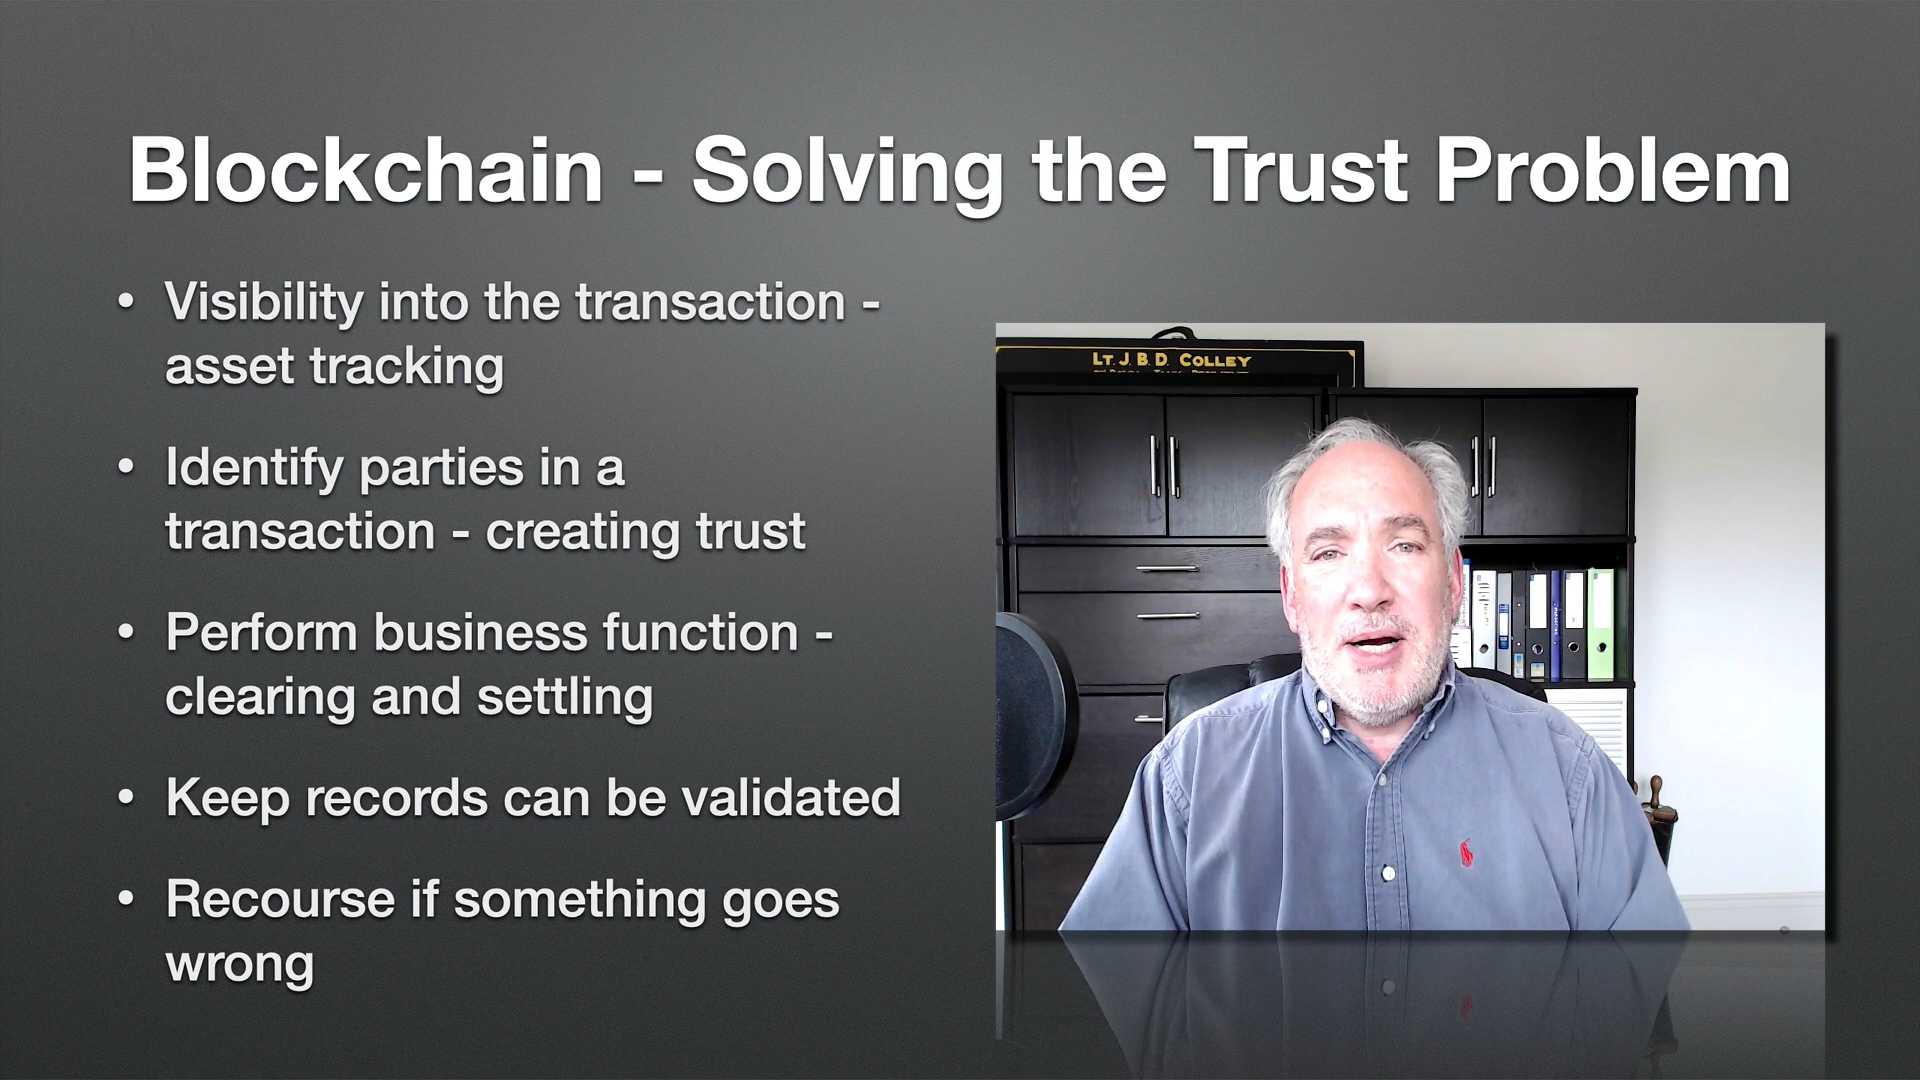 Blockchain - Solving the Trust Problem
• Visibility into the transaction -
asset tracking
• Identify parties in a
transaction - creating trust
• Perform business function -
clearing and settling
• Keep records can be validated
• Recourse if something goes
wrong
LT. J. B. D. COLLEY